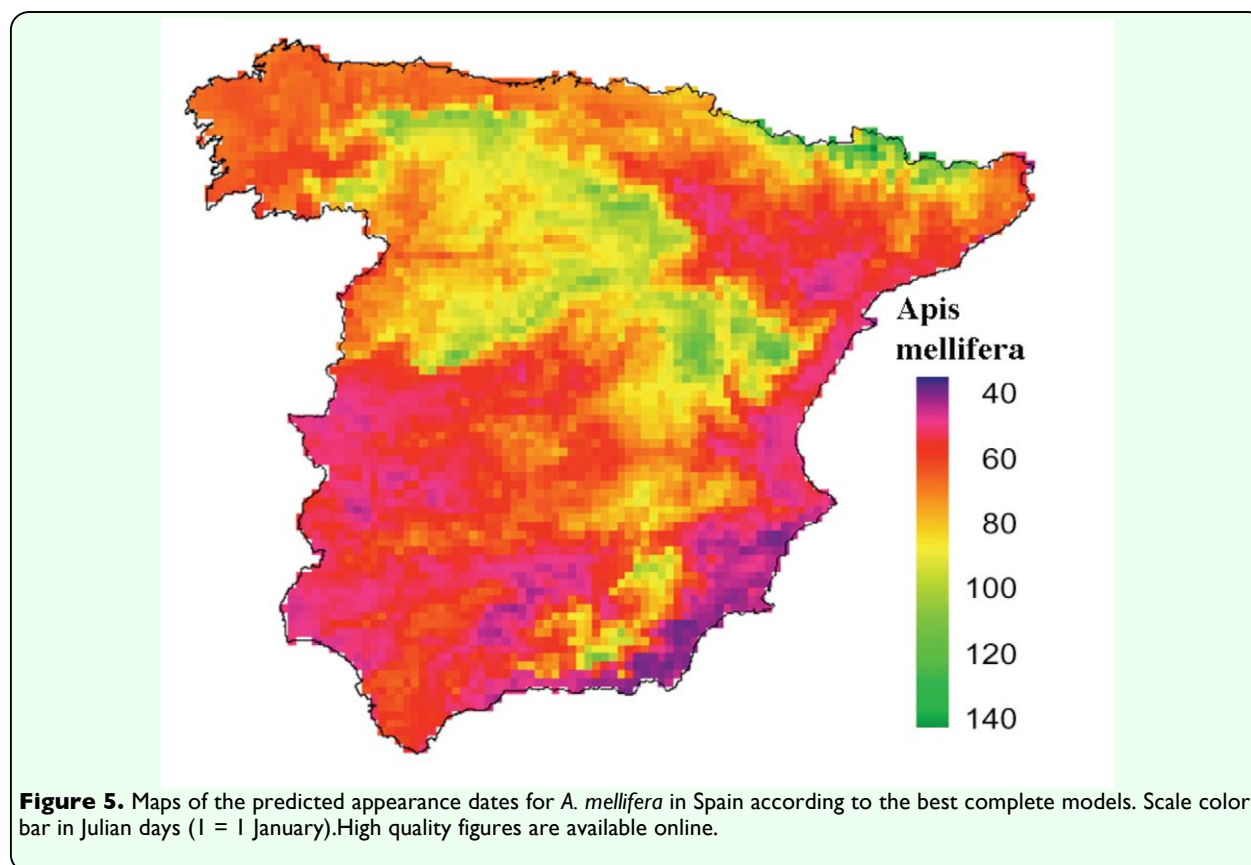 Apis
mellifera
40
60
80
100
120
140
Figure 5. Maps of the predicted appearance dates for A. mellifera in Spain according to the best complete models. Scale color
bar in Julian days (1 = 1 January).High quality figures are available online.